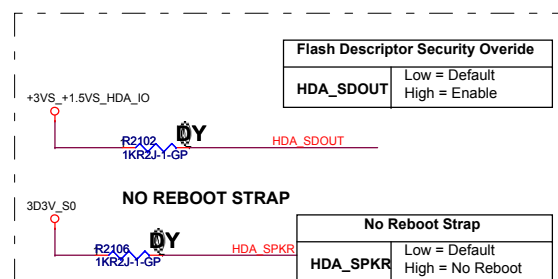 Flash Descriptor Security Overide
HDA_SDOUT
Low = Default
High = Enable
+3VS_+1.5VS_HDA_IO
R2102
DY
HDA_SDOUT
1KR2J-1-GP
NO REBOOT STRAP
3D3V_S0
R2106
DY
HDA_SPKR
1KR2J-1-GP
No Reboot Strap
HDA_SPKR
Low = Default
High = No Reboot